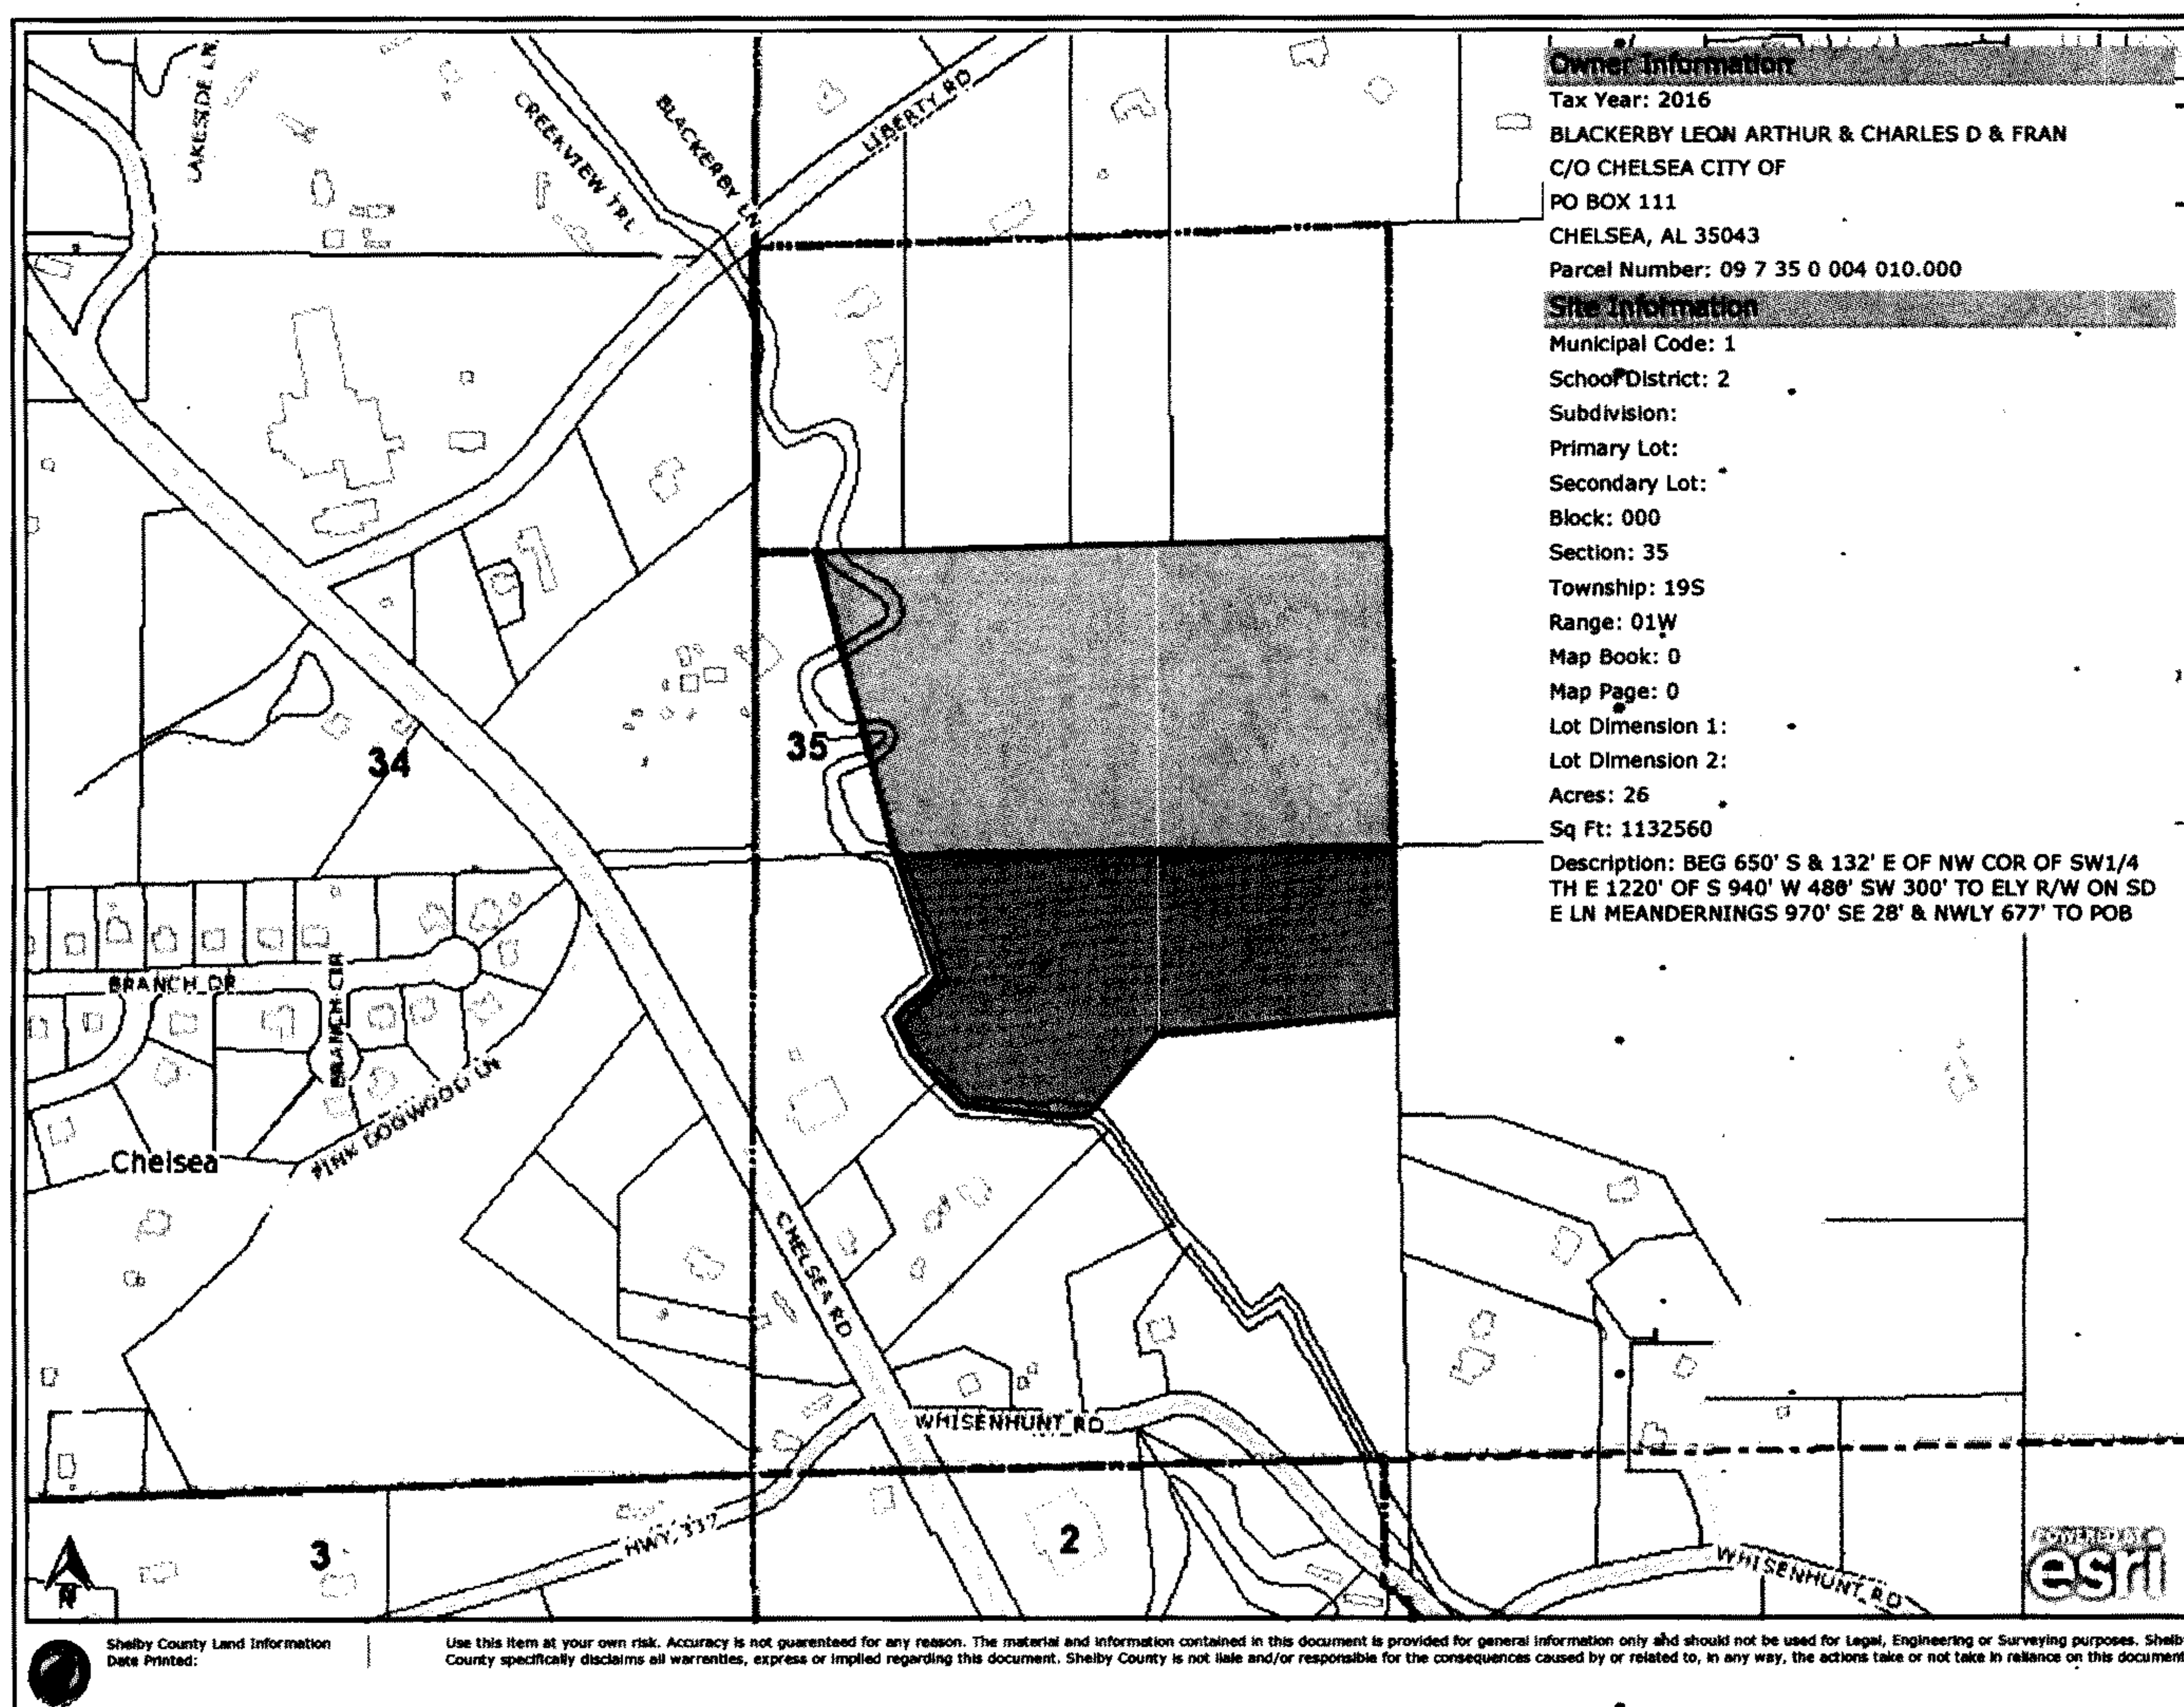 Owner Information
Tax Year: 2016
BLACKERBY LEON ARTHUR & CHARLES D & FRAN
C/O CHELSEA CITY OF
PO BOX 111
CHELSEA, AL 35043
Parcel Number: 09 7 35 0 004 010.000
Site Information
Municipal Code: 1
School District: 2
Subdivision:
Primary Lot:
Secondary Lot:
Block: 000
Section: 35
Township: 19S
Range: 01W
Map Book: 0
Map Page: 0
Lot Dimension 1:
Lot Dimension 2:
Acres: 26
Sq Ft: 1132560
Description: BEG 650' S & 132' E OF NW COR OF SW1/4
TH E 1220' OF S 940' W 480' SW 300' TO ELY R/W ON SD
E LN MEANDERNINGS 970' SE 28' & NWLY 677' TO POB
LAKESIDE LN
CREEKVIEW TRL
BLACKERBY LN
LIBERTY RD
34
35
BRANCH DR
BRANCH CIR
PINK DOGWOOD LN
Chelsea
CHELSEA RD
WHISENHUNT RD
HWY 337
3
2
WHISENHUNT RD
N
POWERED BY
esri
Shelby County Land Information
Date Printed:
Use this item at your own risk. Accuracy is not guarenteed for any reason. The material and information contained in this document is provided for general information only and should not be used for Legal, Engineering or Surveying purposes. Shelb
County specifically disclaims all warrenties, express or implied regarding this document. Shelby County is not liale and/or responsible for the consequences caused by or related to, in any way, the actions take or not take in reliance on this document